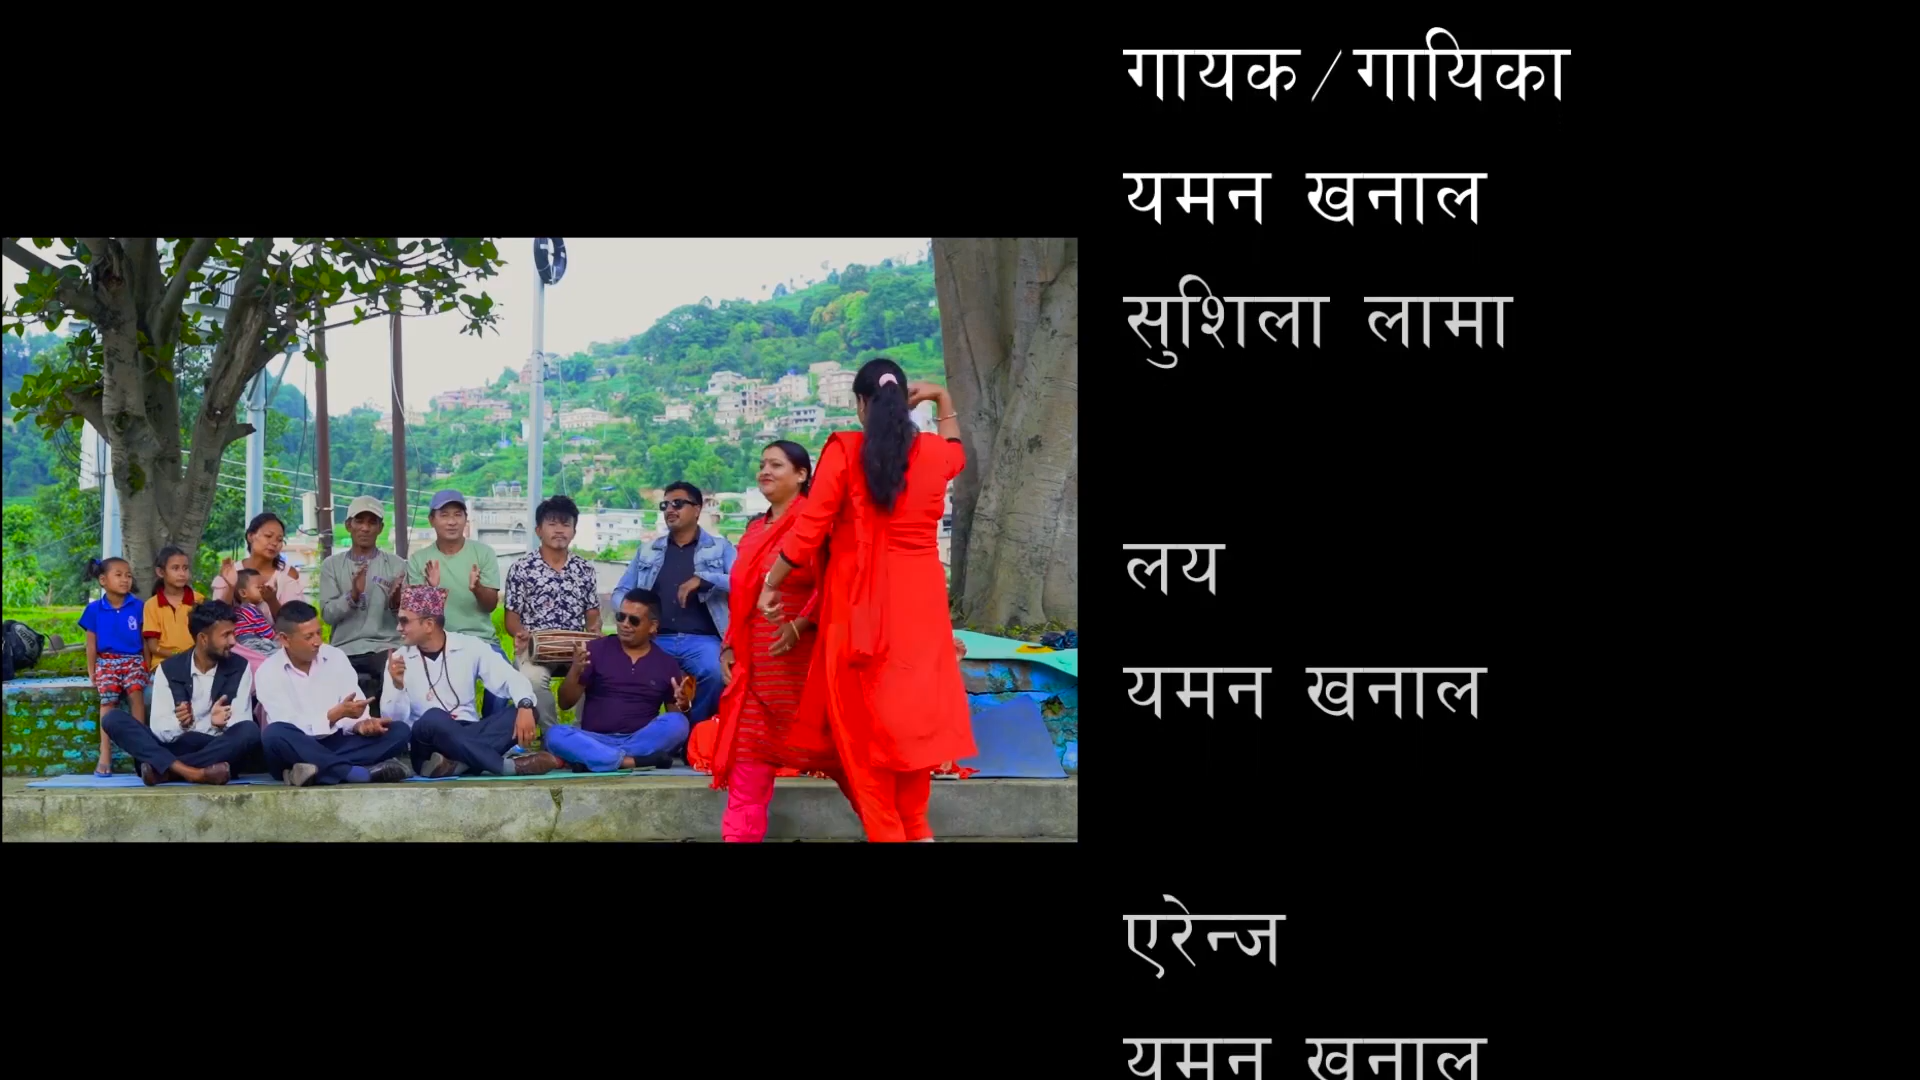 गायक/गायिका
यमन खनाल
सुशिला लामा
लय
यमन खनाल
एरेन्ज
यमन खनाल